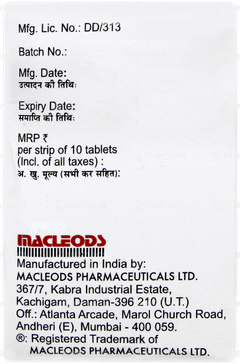 Mfg. Lic. No.: DD/313
Batch No.:
Mfg. Date:
उत्पादन की तिथि:
Expiry Date:
समाप्ति की तिथि:
MRP ₹
per strip of 10 tablets
(Incl. of all taxes) :
अ. खु. मूल्य (सभी कर सहित):
MACLEODS
Manufactured in India by:
MACLEODS PHARMACEUTICALS LTD.
367/7, Kabra Industrial Estate,
Kachigam, Daman-396 210 (U.T.)
Off.: Atlanta Arcade, Marol Church Road,
Andheri (E), Mumbai - 400 059.
®: Registered Trademark of
MACLEODS PHARMACEUTICALS LTD.